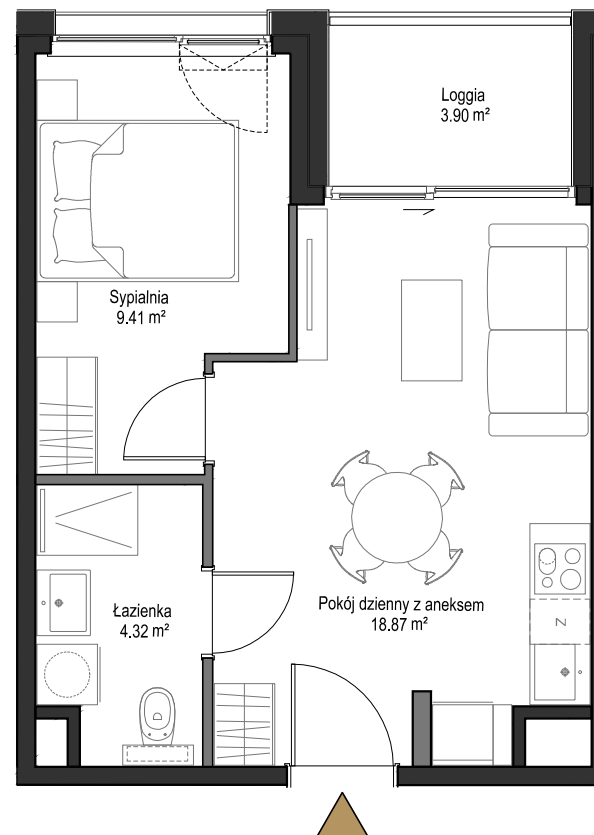 Loggia
3.90 m²
Sypialnia
9.41 m²
Łazienka
4.32 m²
Pokój dzienny z aneksem
18.87 m²
Z